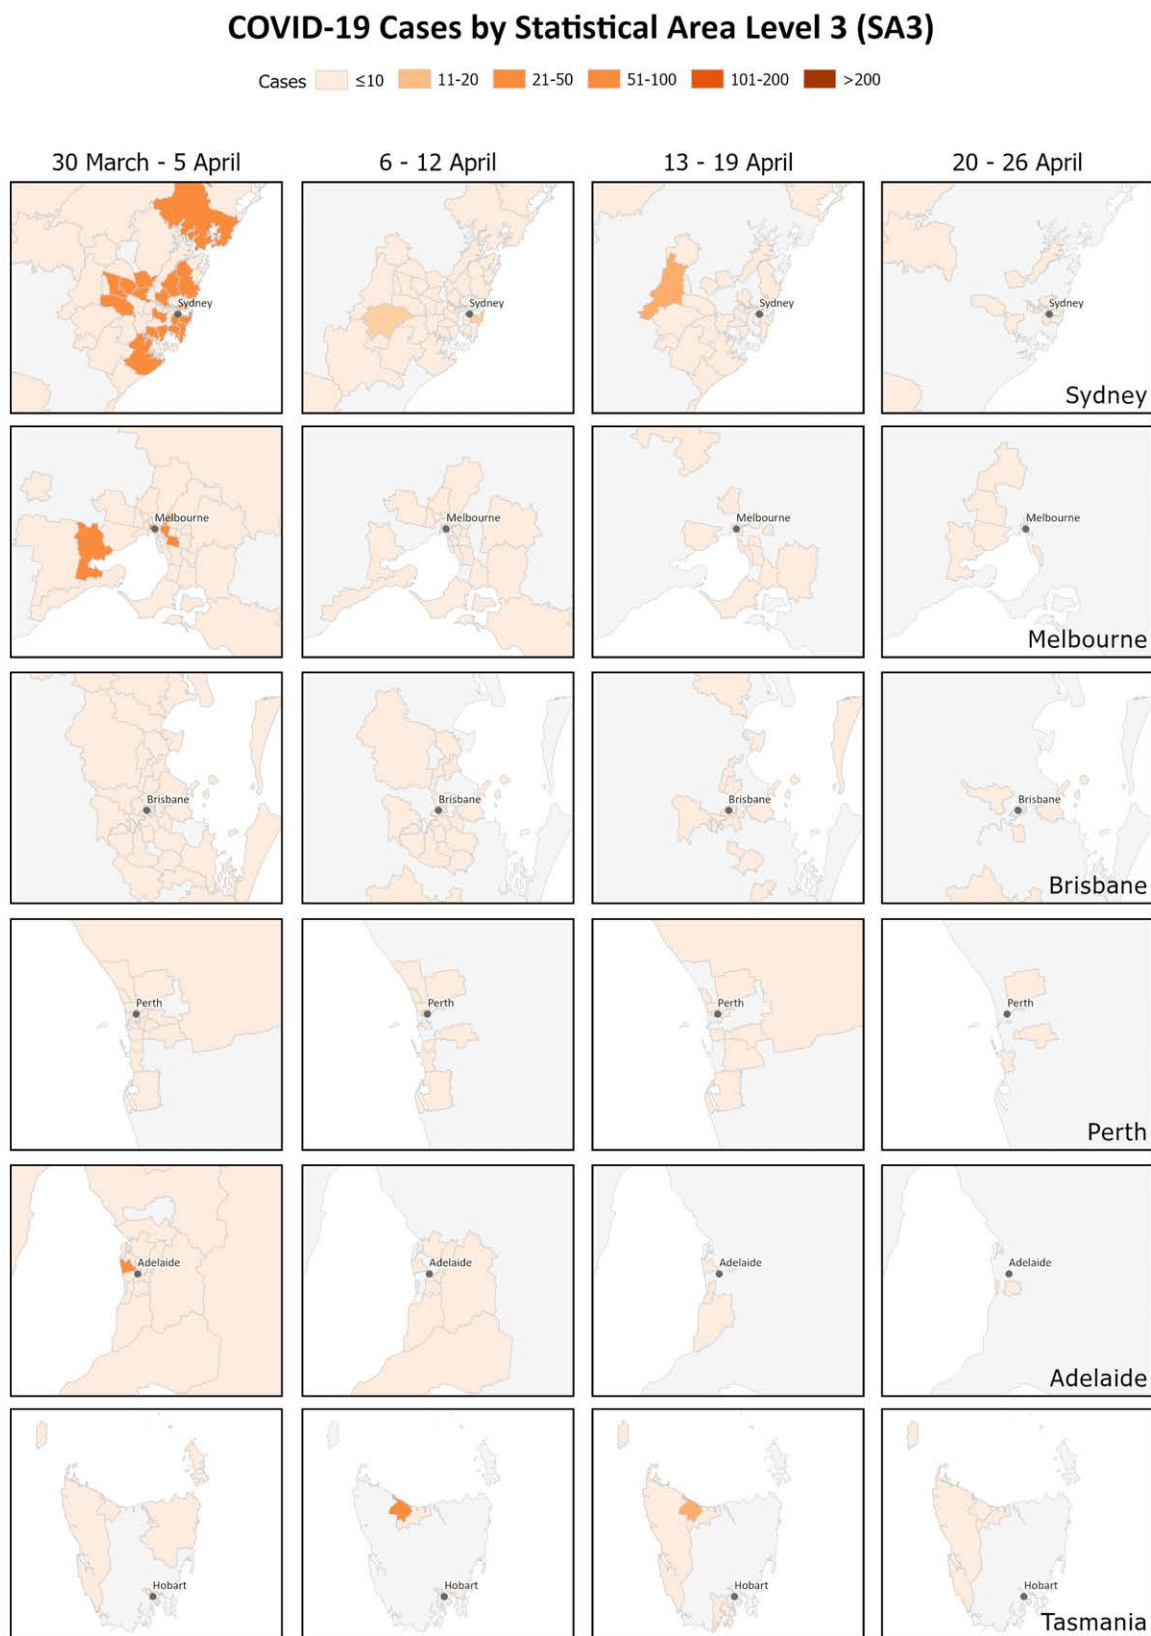 COVID-19 Cases by Statistical Area Level 3 (SA3)
Cases ≤10 11-20 21-50 51-100 101-200 >200
30 March - 5 April 6 - 12 April 13 - 19 April 20 - 26 April
Sydney Sydney Sydney Sydney
Sydney
Melbourne Melbourne Melbourne Melbourne
Melbourne
Brisbane Brisbane Brisbane Brisbane
Brisbane
Perth Perth Perth Perth
Perth
Adelaide Adelaide Adelaide Adelaide
Adelaide
Hobart Hobart Hobart Hobart
Tasmania